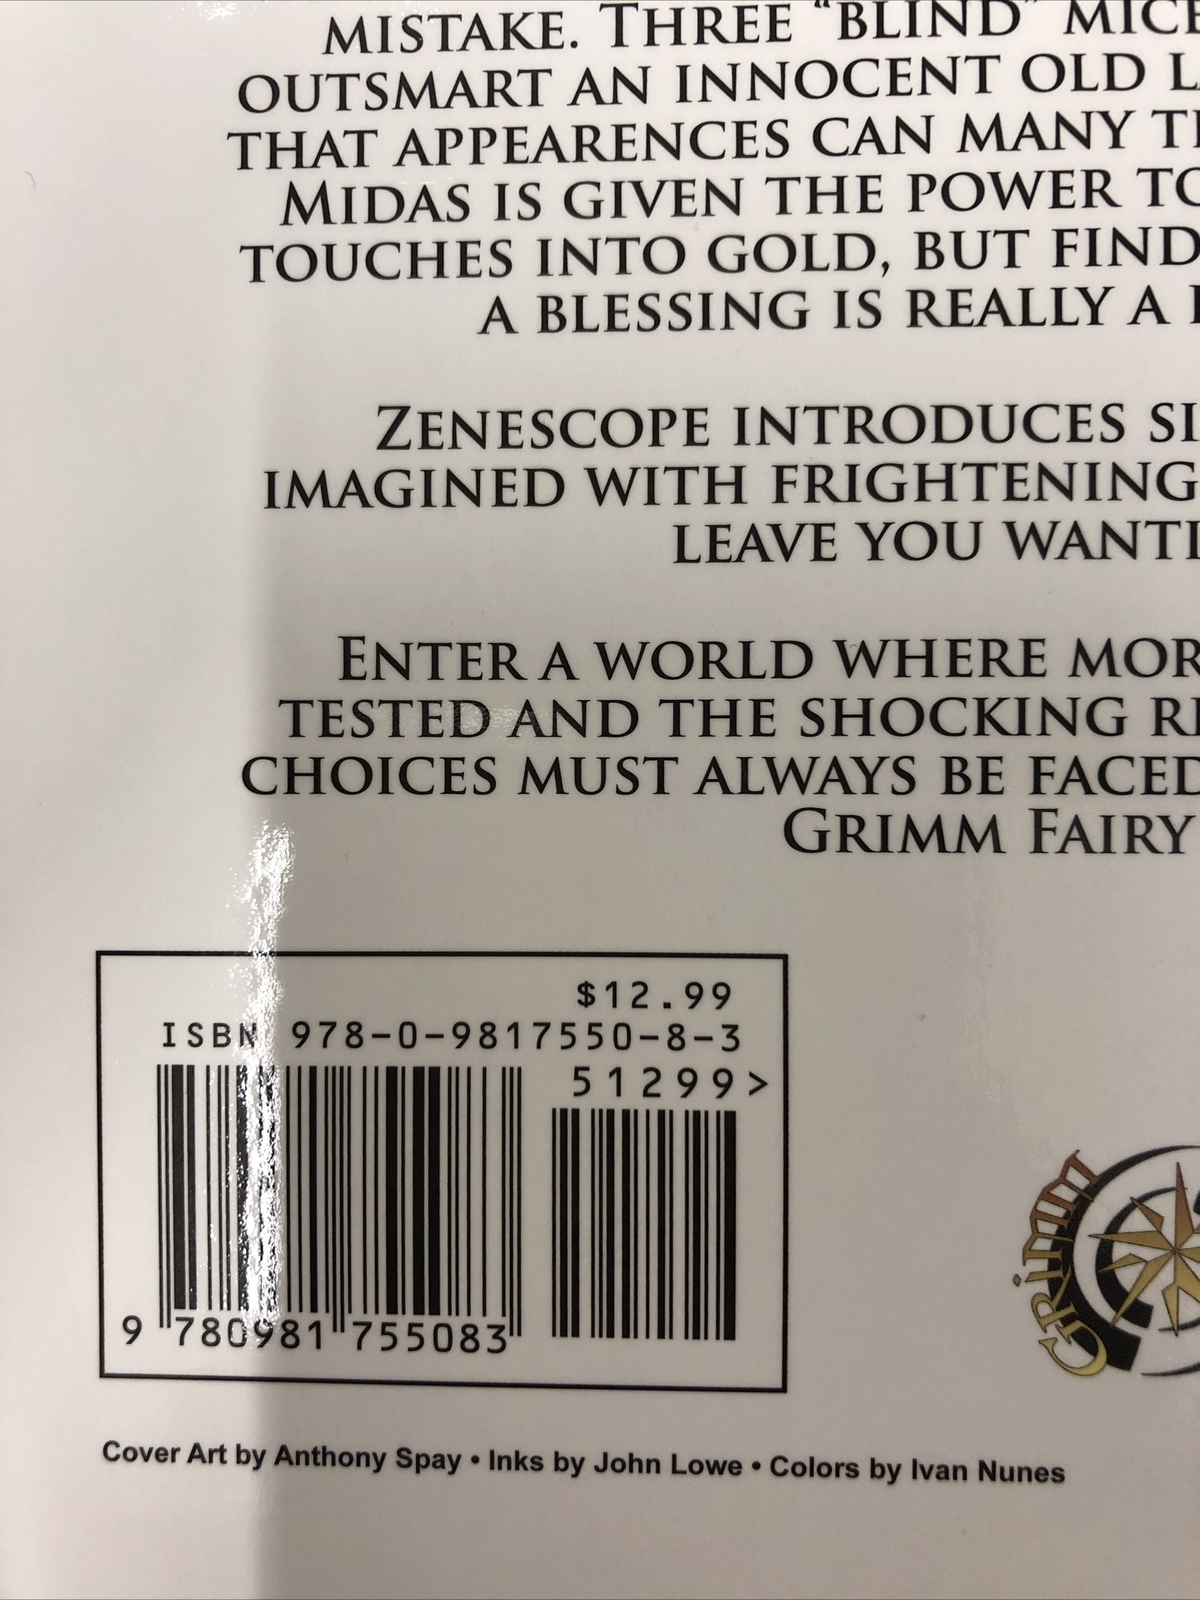 MISTAKE. THREE "BLIND" MICE
OUTSMART AN INNOCENT OLD
THAT APPEARENCES CAN MANY
MIDAS IS GIVEN THE POWER TO
TOUCHES INTO GOLD, BUT FIND
A BLESSING IS REALLY A
ZENESCOPE INTRODUCES
IMAGINED WITH FRIGHTENING
LEAVE YOU
ENTER A WORLD WHERE
TESTED AND THE SHOCKING
CHOICES MUST ALWAYS BE FACED
GRIMM FAIRY
$12.99
ISBN 978-0-9817550-8-3
51299>
9 780981 755083
GRimm
Cover Art by Anthony Spay • Inks by John Lowe • Colors by Ivan Nunes